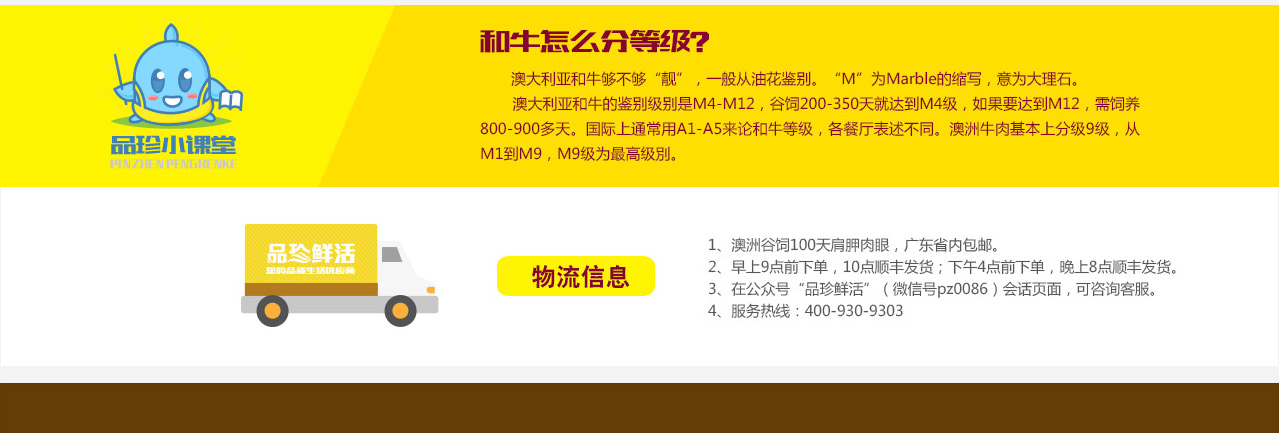 和牛怎么分等级?
澳大利亚和牛够不够“靓”，一般从油花鉴别。“M”为Marble的缩写，意为大理石。
澳大利亚和牛的鉴别级别是M4-M12，谷饲200-350天就达到M4级，如果要达到M12，需饲养
800-900多天。国际上通常用A1-A5来论和牛等级，各餐厅表述不同。澳洲牛肉基本上分级9级，从
M1到M9，M9级为最高级别。
品珍小课堂
PINZHEN PENGRENKE
品珍鲜活
您的品质生活供应商
物流信息
1、澳洲谷饲100天肩胛肉眼，广东省内包邮。
2、早上9点前下单，10点顺丰发货；下午4点前下单，晚上8点顺丰发货。
3、在公众号“品珍鲜活”（微信号pz0086）会话页面，可咨询客服。
4、服务热线：400-930-9303